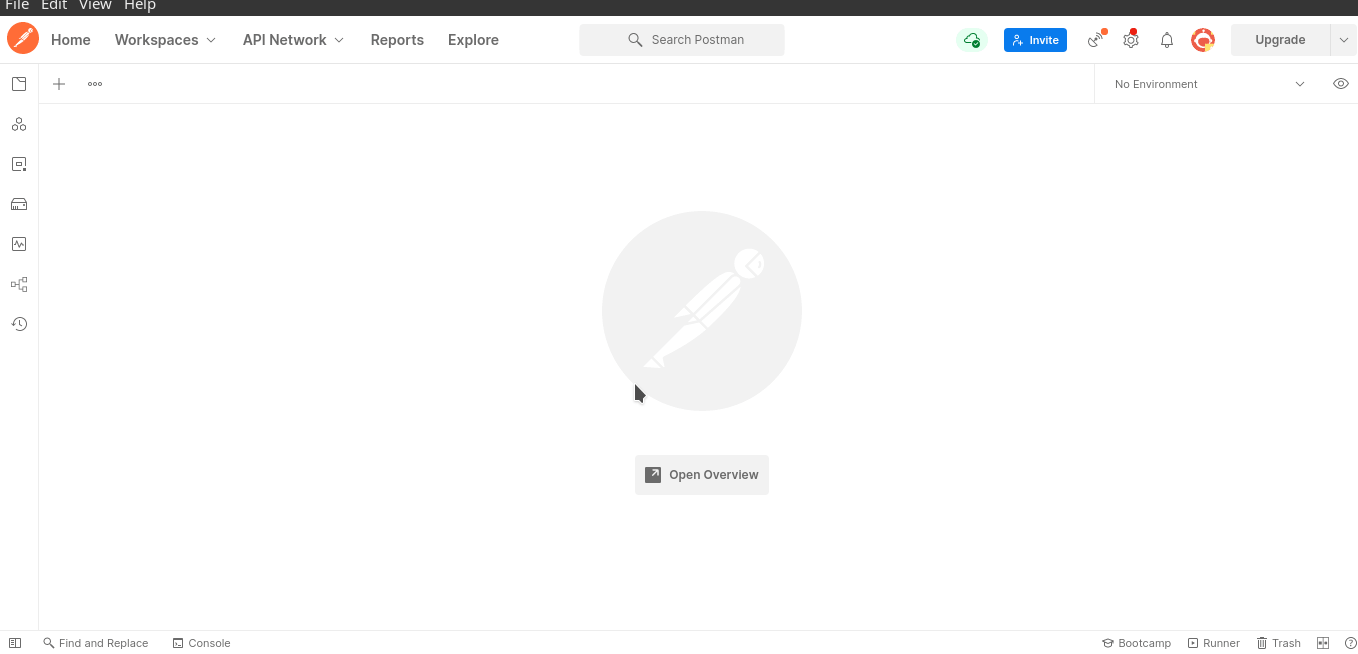 File Edit View Help
Home Workspaces API Network Reports Explore Search Postman Invite Upgrade
No Environment
Open Overview
Find and Replace Console Bootcamp Runner Trash